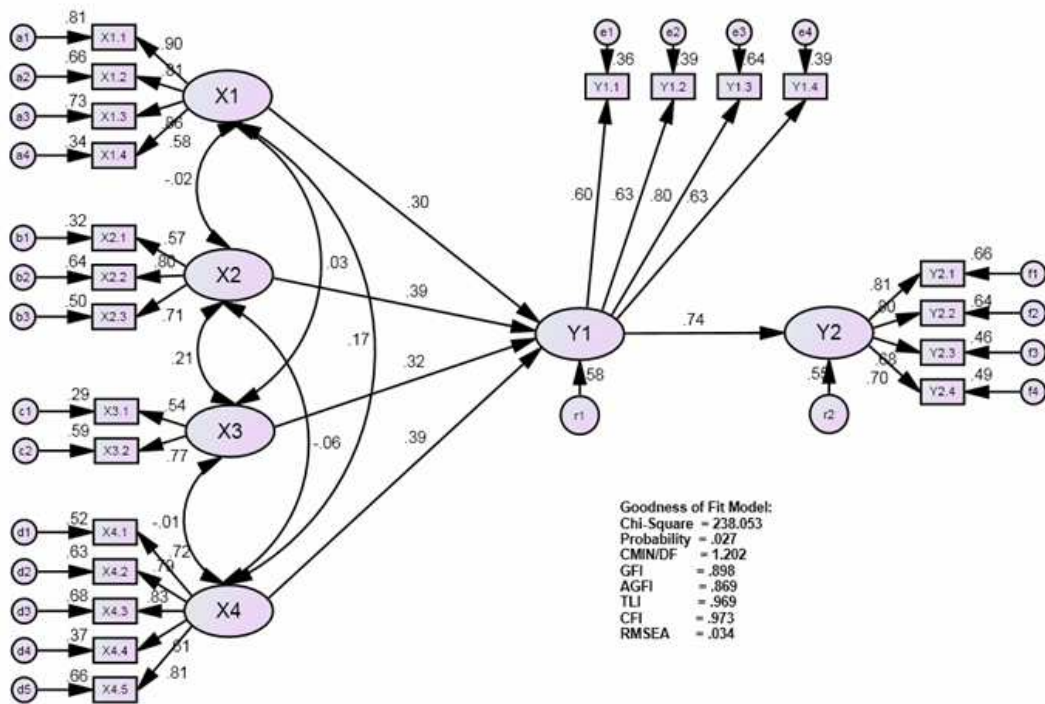 .81
a1
X1.1
.90
.66
a2
X1.2
.81
.73
a3
X1.3
.86
.34
a4
X1.4
.58
X1
-.02
.03
.17
.30
.32
b1
X2.1
.57
.64
b2
X2.2
.80
.50
b3
X2.3
.71
X2
.39
.21
-.06
.29
c1
X3.1
.54
.59
c2
X3.2
.77
X3
.32
-.01
.52
d1
X4.1
.72
.63
d2
X4.2
.79
.68
d3
X4.3
.83
.37
d4
X4.4
.61
.66
d5
X4.5
.81
X4
.39
e1
e2
e3
e4
.36
.39
.64
.39
Y1.1
Y1.2
Y1.3
Y1.4
.60
.63
.80
.63
Y1
.58
r1
.74
Y2
.55
r2
.81
Y2.1
.66
f1
.80
Y2.2
.64
f2
.68
Y2.3
.46
f3
.70
Y2.4
.49
f4
Goodness of Fit Model:
Chi-Square = 238.053
Probability = .027
CMIN/DF = 1.202
GFI = .898
AGFI = .869
TLI = .969
CFI = .973
RMSEA = .034